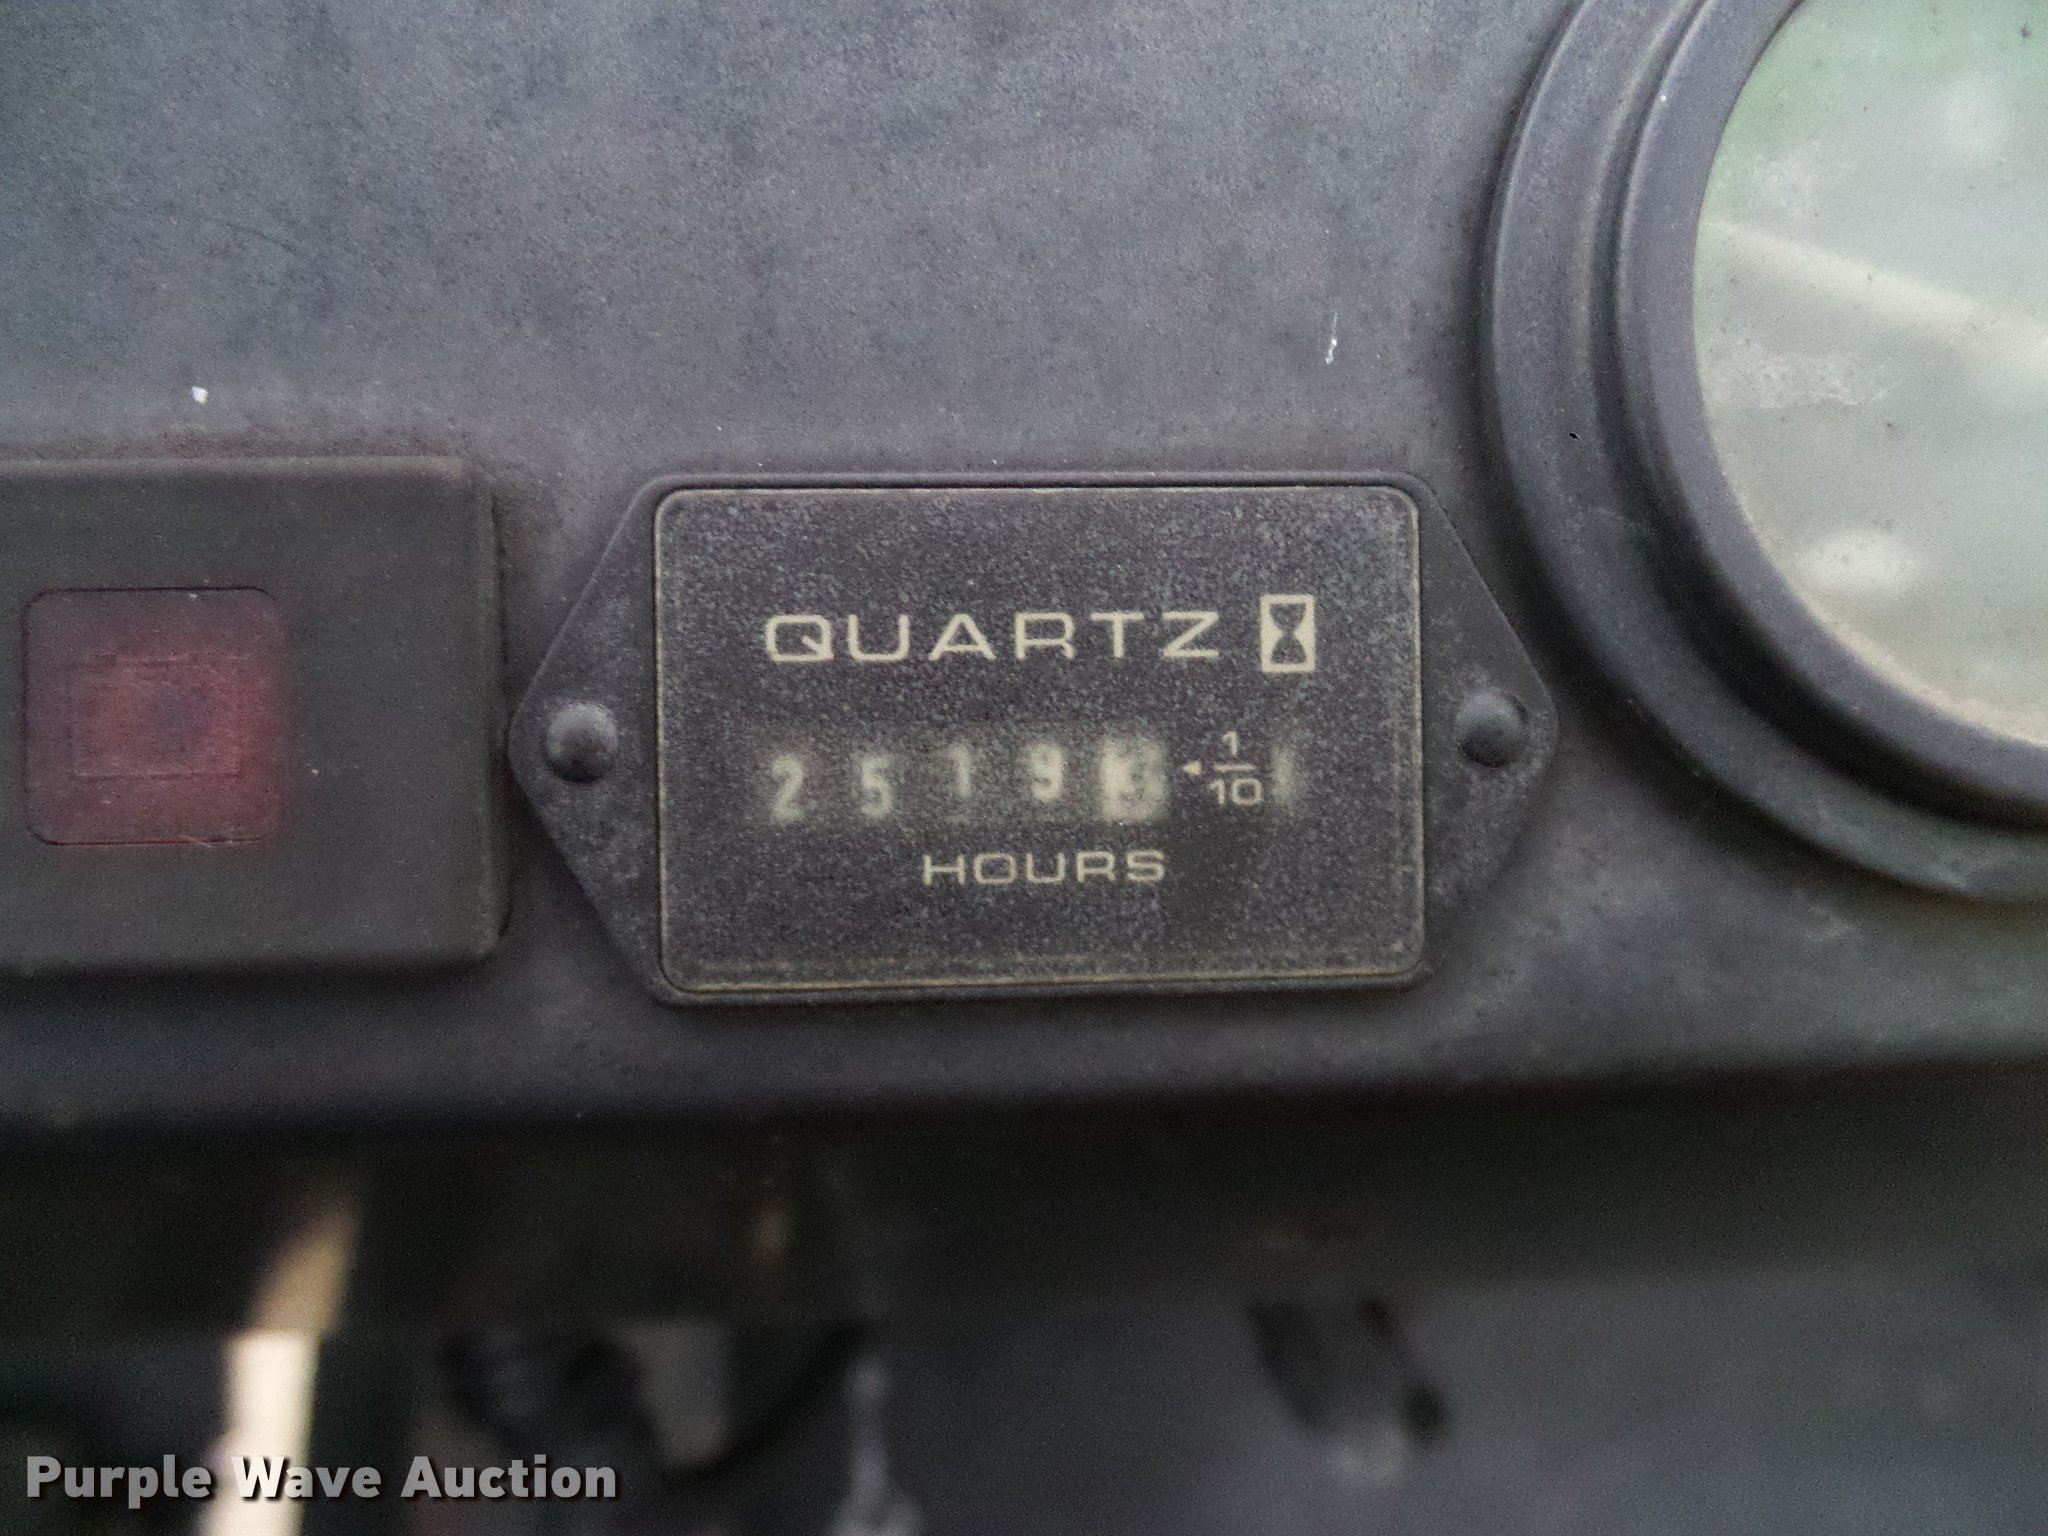 QUARTZ
2519 1/10
HOURS
Purple Wave Auction